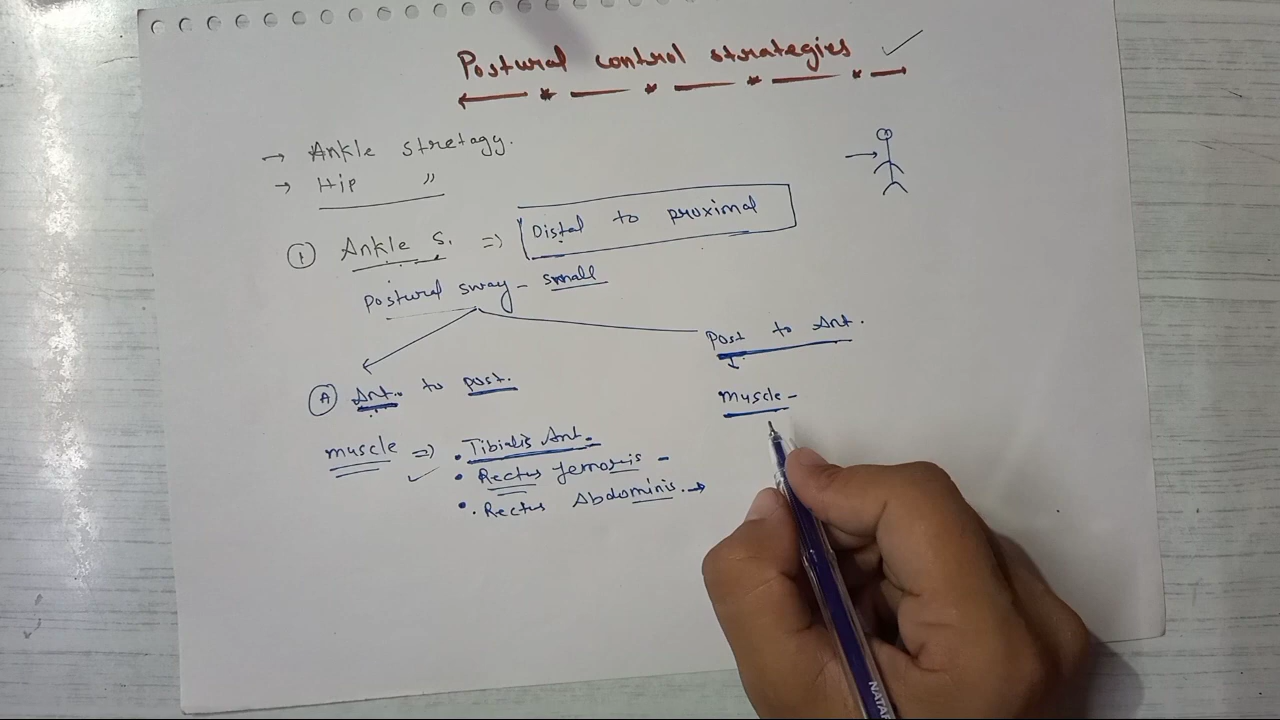 Postural control strategies ✓
→ Ankle stretagy.
→ Hip "
① Ankle s. => Distal to proximal
Postural sway - small
Ⓐ Ant. to post.
muscle => • Tibialis Ant.
• Rectus femoris -
• Rectus Abdominis. →
Post to Ant.
muscle -
NATAR